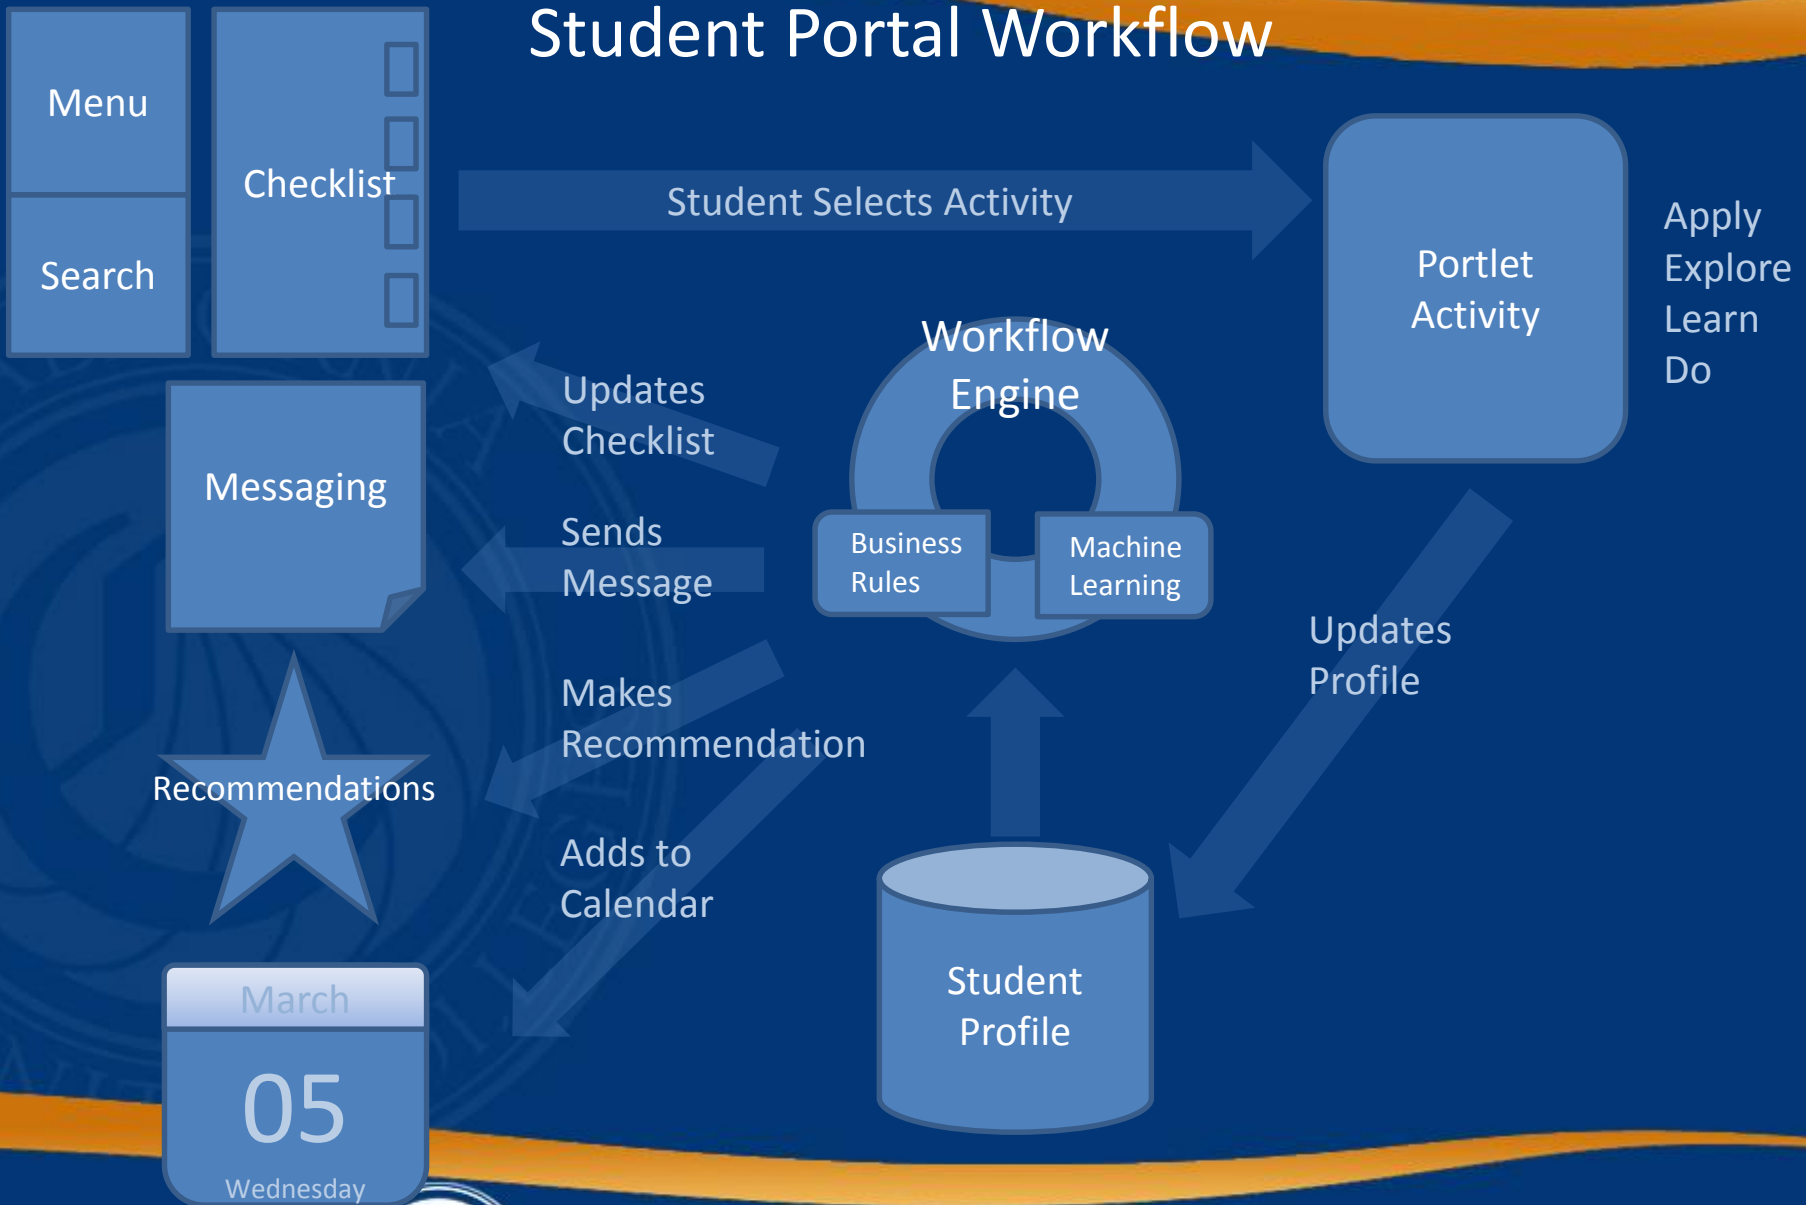 Student Portal Workflow
Menu
Search
Checklist
Student Selects Activity
Portlet
Activity
Apply
Explore
Learn
Do
Workflow
Engine
Business
Rules
Machine
Learning
Updates
Checklist
Sends
Message
Makes
Recommendation
Adds to
Calendar
Updates
Profile
Messaging
Recommendations
Student
Profile
March
05
Wednesday